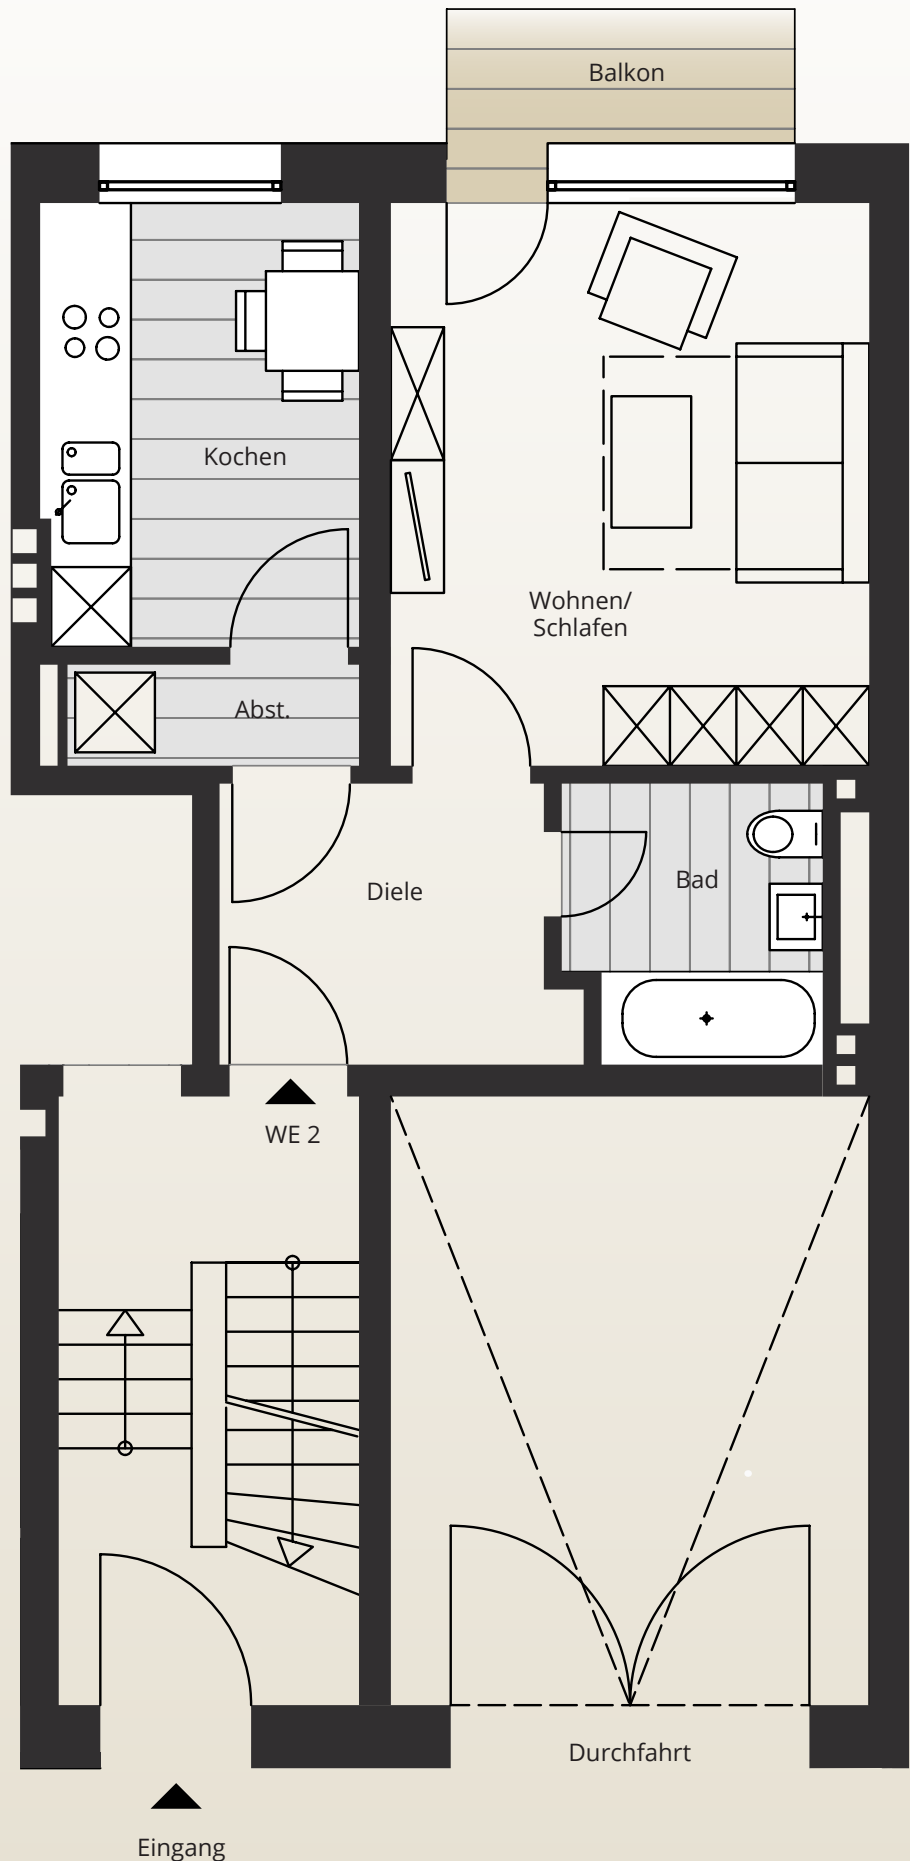 Balkon
Kochen
Wohnen/
Schlafen
Abst.
Diele
Bad
WE 2
Durchfahrt
Eingang